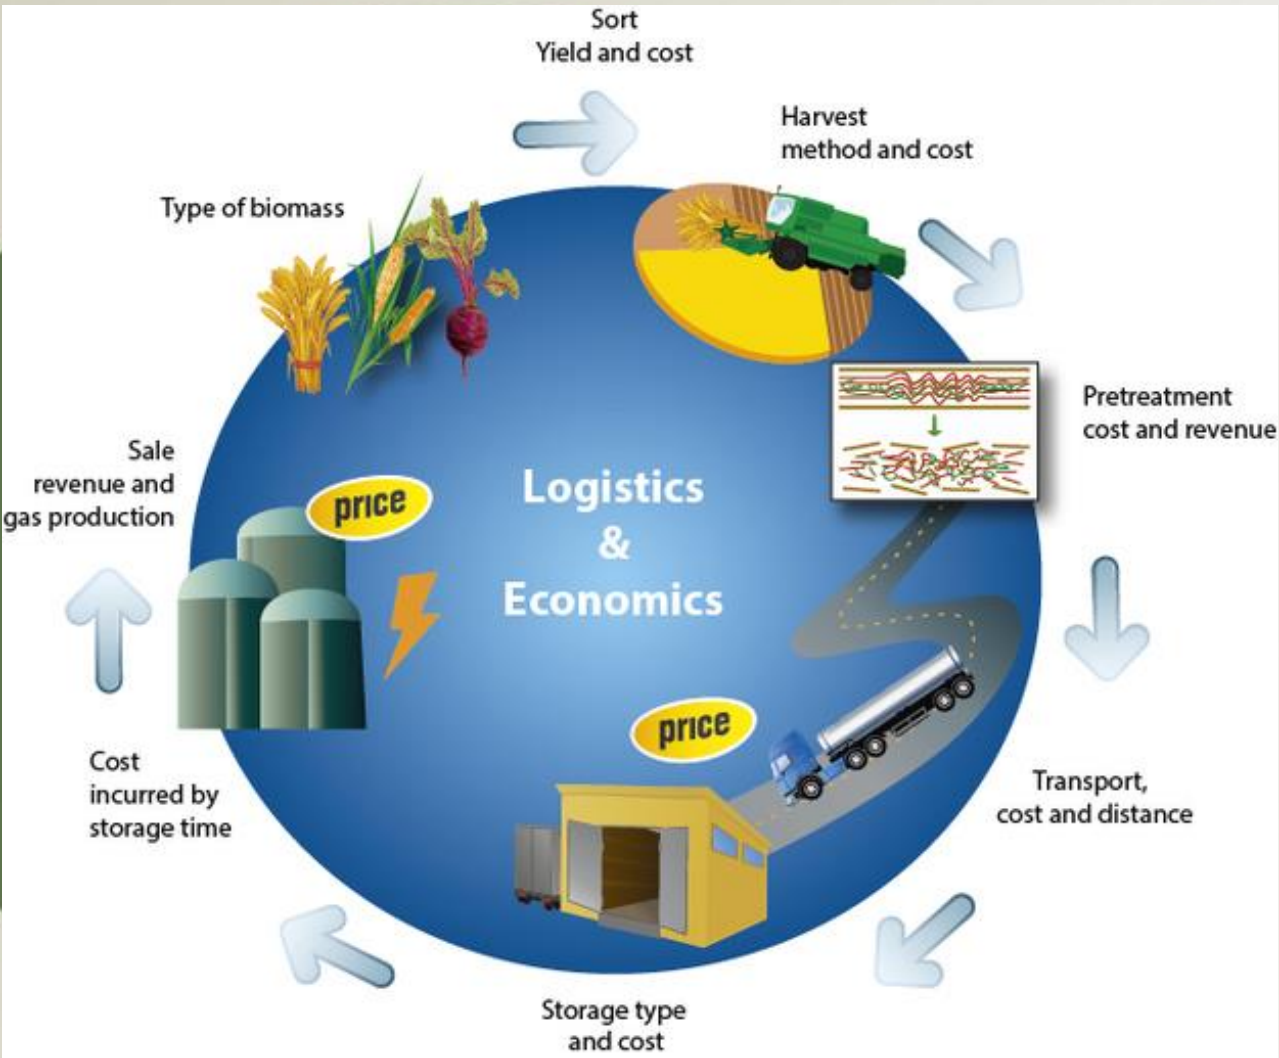 Sort
Yield and cost
Harvest
method and cost
Type of biomass
Pretreatment
cost and revenue
Sale
revenue and
gas production
price
Logistics
&
Economics
price
Cost
incurred by
storage time
Transport,
cost and distance
Storage type
and cost